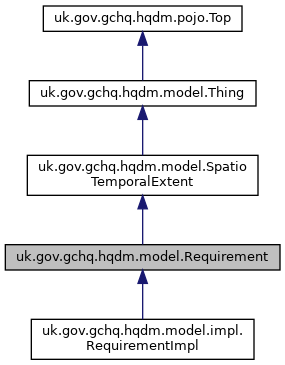 uk.gov.gchq.hqdm.pojo.Top
uk.gov.gchq.hqdm.model.Thing
uk.gov.gchq.hqdm.model.Spatio
TemporalExtent
uk.gov.gchq.hqdm.model.Requirement
uk.gov.gchq.hqdm.model.impl.
RequirementImpl